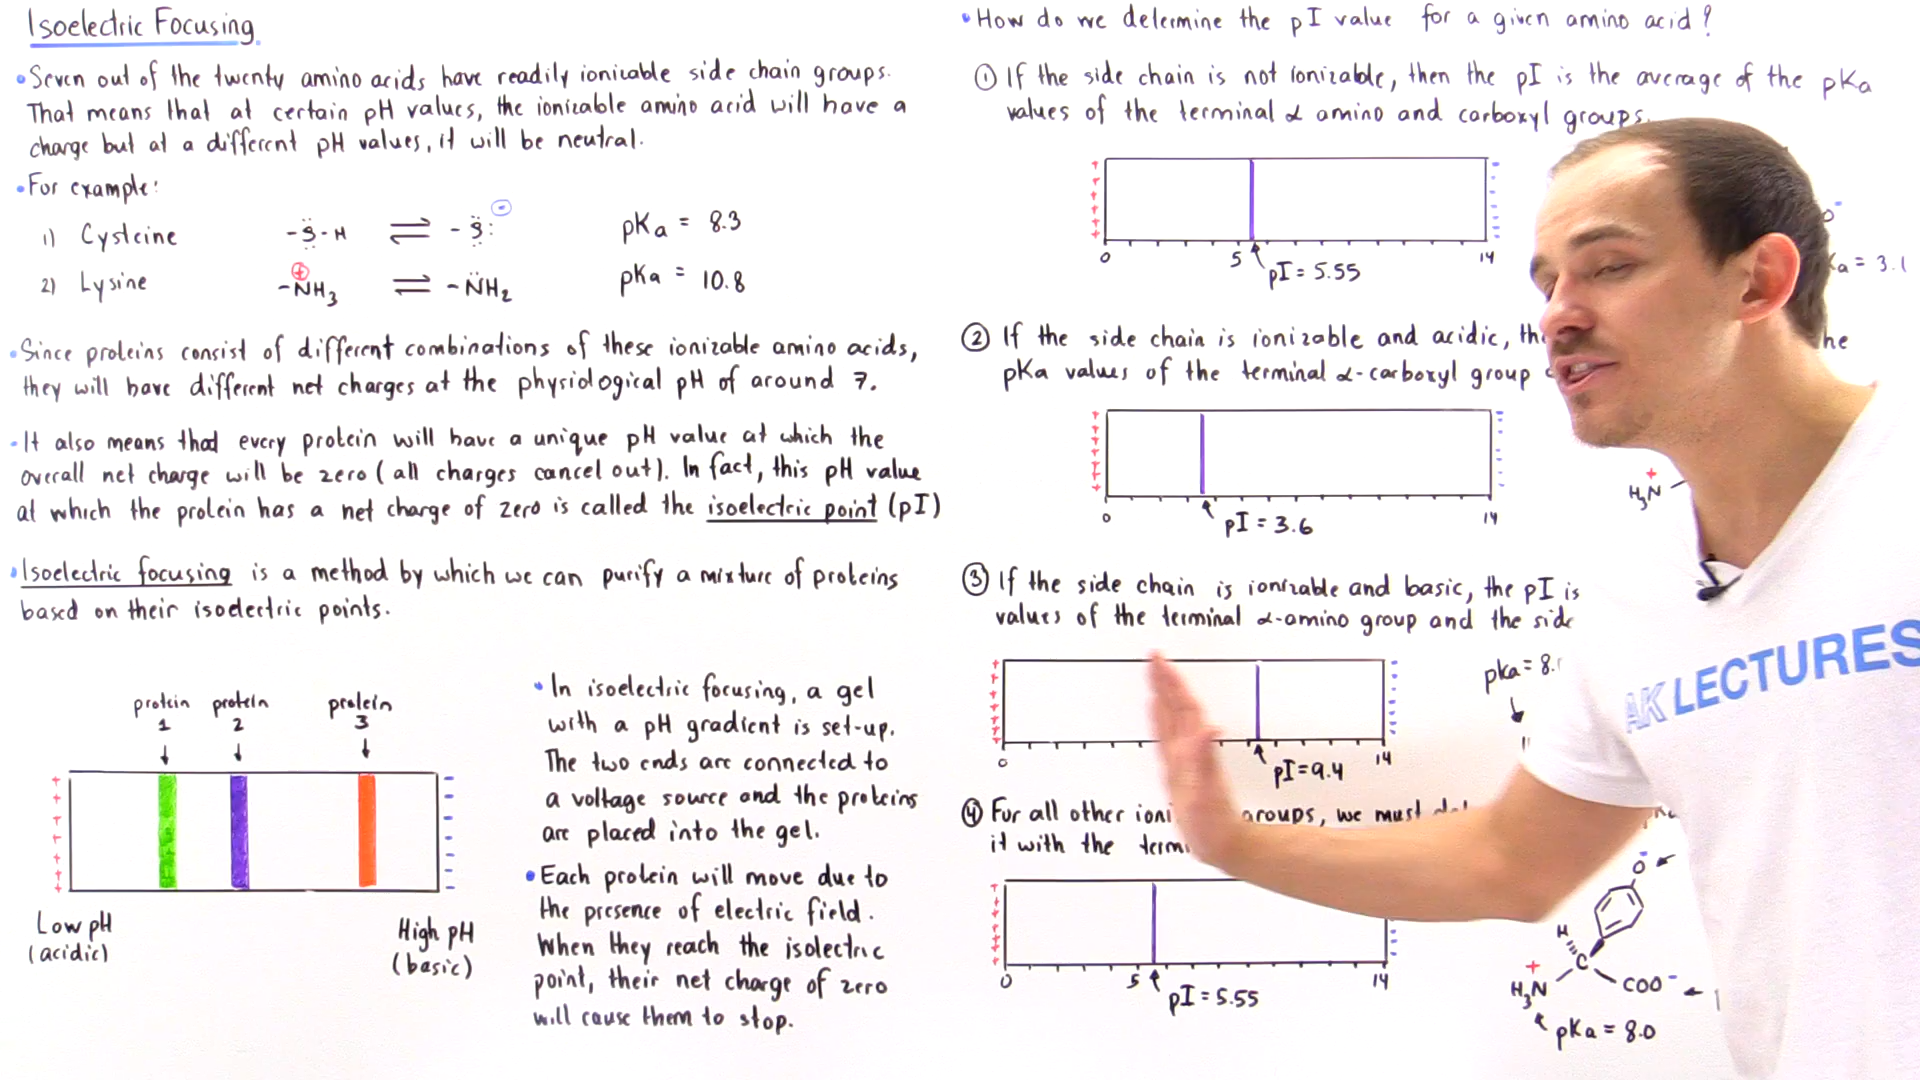 Isoelectric Focusing
• Seven out of the twenty amino acids have readily ionizable side chain groups.
That means that at certain pH values, the ionizable amino acid will have a
charge but at a different pH values, it will be neutral.
• For example:
1) Cysteine -S-H ⇌ -S: - pKa = 8.3
2) Lysine -NH3 + ⇌ -NH2 pKa = 10.8
• Since proteins consist of different combinations of these ionizable amino acids,
they will have different net charges at the physiological pH of around 7.
• It also means that every protein will have a unique pH value at which the
overall net charge will be zero (all charges cancel out). In fact, this pH value
at which the protein has a net charge of zero is called the isoelectric point (pI)
• Isoelectric focusing is a method by which we can purify a mixture of proteins
based on their isoelectric points.
protein 1
protein 2
protein 3
Low pH
(acidic)
High pH
(basic)
• In isoelectric focusing, a gel
with a pH gradient is set-up.
The two ends are connected to
a voltage source and the proteins
are placed into the gel.
• Each protein will move due to
the presence of electric field.
When they reach the isolectric
point, their net charge of zero
will cause them to stop.
• How do we determine the pI value for a given amino acid?
① If the side chain is not ionizable, then the pI is the average of the pKa
values of the terminal α amino and carboxyl groups.
0 5 14
pI = 5.55
= 3.1
② If the side chain is ionizable and acidic,
pKa values of the terminal α-carboxyl group
0 14
pI = 3.6
+
H3N
③ If the side chain is ionizable and basic, the pI is
values of the terminal α-amino group and the
0 14
pI = 9.4
pKa =
④ For all other groups, we must
it with the
0 5 14
pI = 5.55
O-
H
C
+
H3N
COO-
pKa = 8.0
AK LECTURES